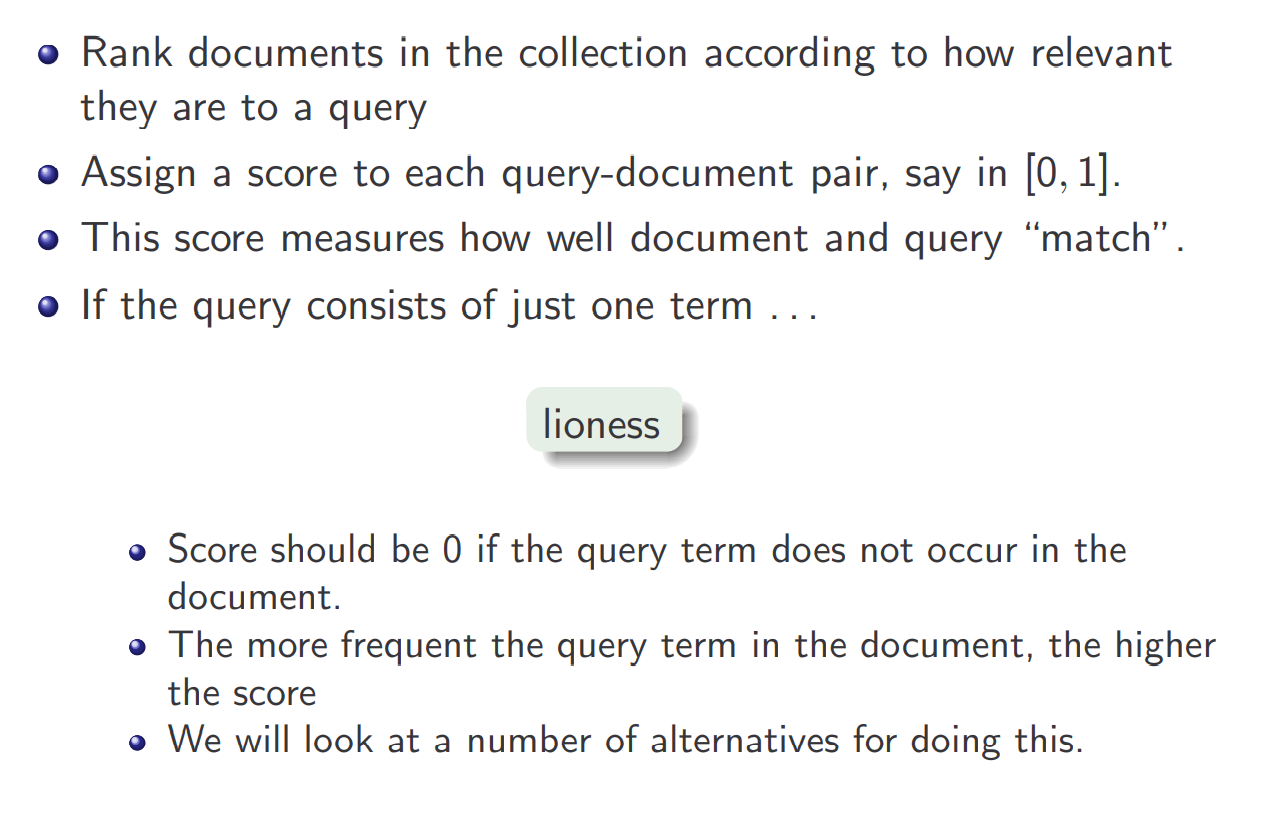 Rank documents in the collection according to how relevant
they are to a query
Assign a score to each query-document pair, say in [0, 1].
This score measures how well document and query “match”.
If the query consists of just one term . . .
lioness
Score should be 0 if the query term does not occur in the
document.
The more frequent the query term in the document, the higher
the score
We will look at a number of alternatives for doing this.